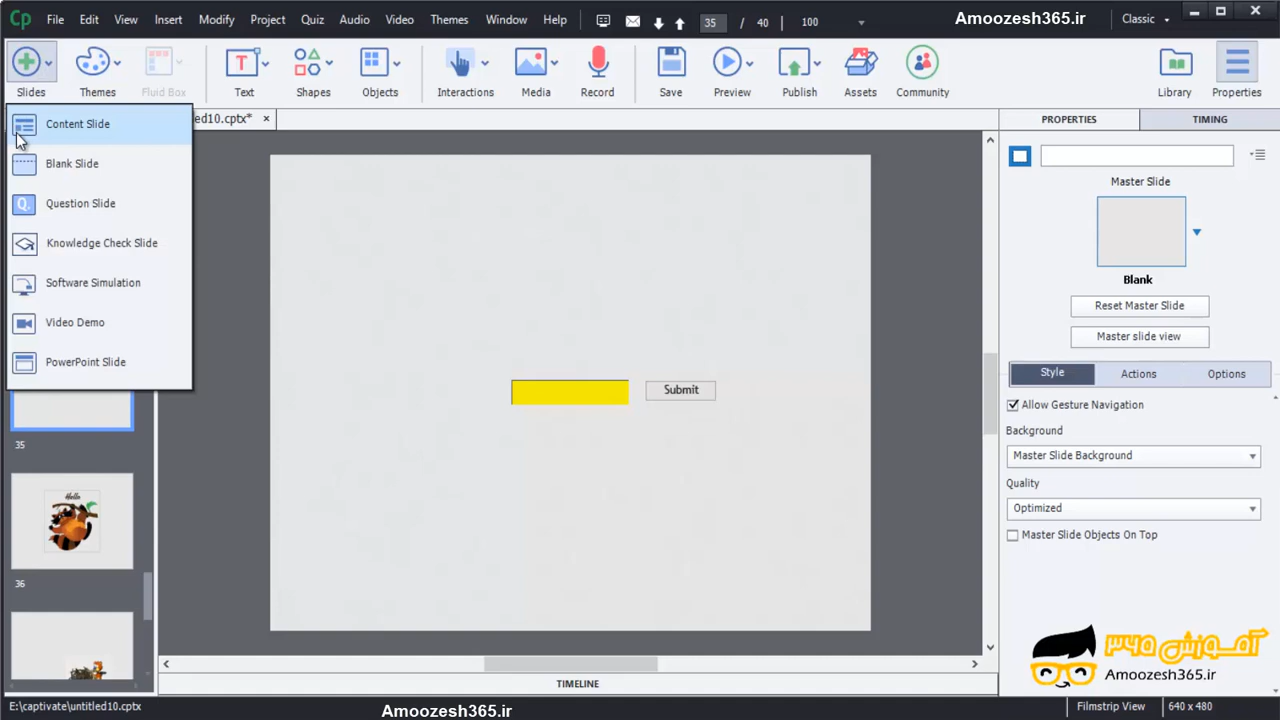 Cp File Edit View Insert Modify Project Quiz Audio Video Themes Window Help 35 / 40 100 Amoozesh365.ir Classic
Slides Themes Fluid Box Text Shapes Objects Interactions Media Record Save Preview Publish Assets Community Library Properties
ed10.cptx* ×
PROPERTIES TIMING
Content Slide
Blank Slide
Question Slide
Knowledge Check Slide
Software Simulation
Video Demo
PowerPoint Slide
35
Hello
36
Submit
Master Slide
Blank
Reset Master Slide
Master slide view
Style Actions Options
Allow Gesture Navigation
Background
Master Slide Background
Quality
Optimized
Master Slide Objects On Top
آموزش ۳۶۵
Amoozesh365.ir
TIMELINE
E:\captivate\untitled10.cptx
Amoozesh365.ir
Filmstrip View 640 x 480